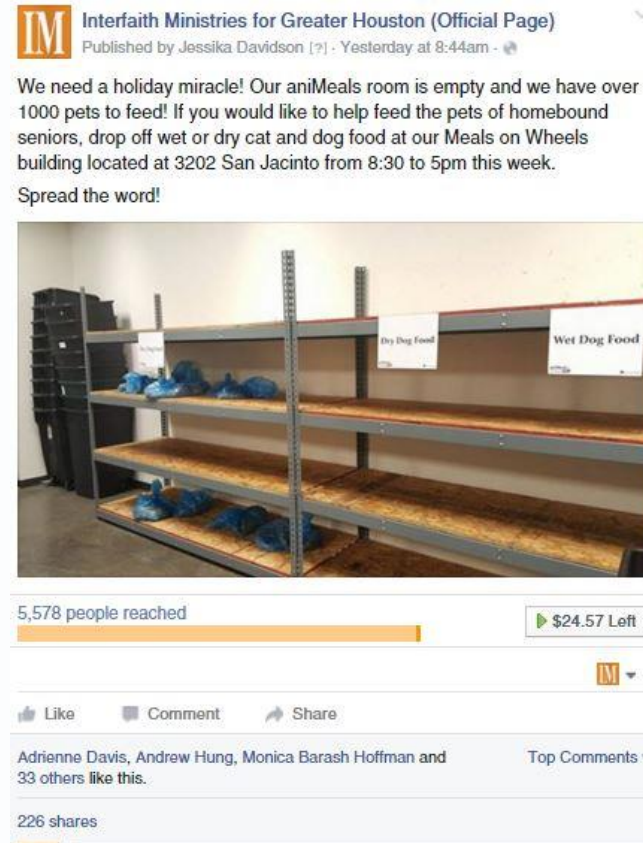 IM
Interfaith Ministries for Greater Houston (Official Page)
Published by Jessika Davidson [?] · Yesterday at 8:44am ·
We need a holiday miracle! Our aniMeals room is empty and we have over
1000 pets to feed! If you would like to help feed the pets of homebound
seniors, drop off wet or dry cat and dog food at our Meals on Wheels
building located at 3202 San Jacinto from 8:30 to 5pm this week.
Spread the word!
Dry Dog Food
Wet Dog Food
5,578 people reached
$24.57 Left
IM
Like Comment Share
Adrienne Davis, Andrew Hung, Monica Barash Hoffman and
33 others like this.
Top Comments
226 shares